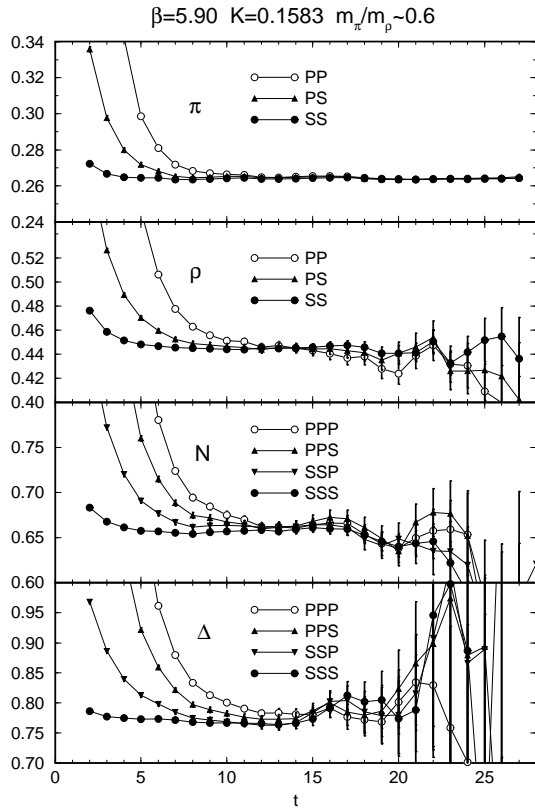 β=5.90 K=0.1583 mπ/mρ~0.6
0.34
0.32
0.30
0.28
0.26
0.24
π
PP
PS
SS
0.52
0.50
0.48
0.46
0.44
0.42
0.40
ρ
PP
PS
SS
0.75
0.70
0.65
0.60
N
PPP
PPS
SSP
SSS
0.95
0.90
0.85
0.80
0.75
0.70
Δ
PPP
PPS
SSP
SSS
0 5 10 15 20 25
t